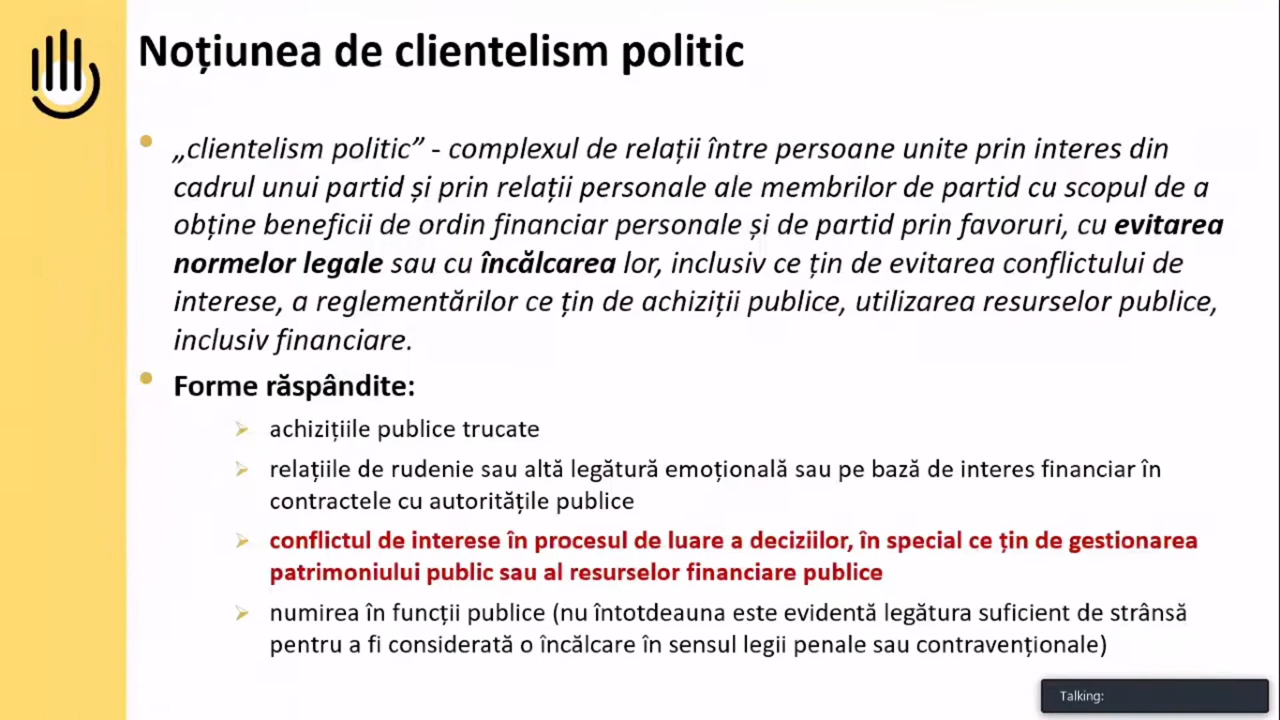 Noțiunea de clientelism politic
„clientelism politic” - complexul de relații între persoane unite prin interes din
cadrul unui partid și prin relații personale ale membrilor de partid cu scopul de a
obține beneficii de ordin financiar personale și de partid prin favoruri, cu evitarea
normelor legale sau cu încălcarea lor, inclusiv ce țin de evitarea conflictului de
interese, a reglementărilor ce țin de achiziții publice, utilizarea resurselor publice,
inclusiv financiare.
Forme răspândite:
achizițiile publice trucate
relațiile de rudenie sau altă legătură emoțională sau pe bază de interes financiar în
contractele cu autoritățile publice
conflictul de interese în procesul de luare a deciziilor, în special ce țin de gestionarea
patrimoniului public sau al resurselor financiare publice
numirea în funcții publice (nu întotdeauna este evidentă legătura suficient de strânsă
pentru a fi considerată o încălcare în sensul legii penale sau contravenționale)
Talking: